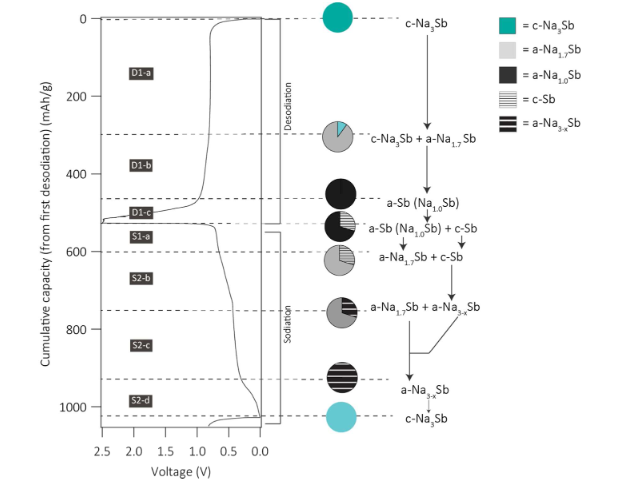 0
200
400
600
800
1000
Cumulative capacity (from first desodiation) (mAh/g)
2.5 2.0 1.5 1.0 0.5 0.0
Voltage (V)
D1-a
D1-b
D1-c
S1-a
S2-b
S2-c
S2-d
Desodiation
Sodiation
c-Na₃Sb
c-Na₃Sb + a-Na₁.₇Sb
a-Sb (Na₁.₀Sb)
a-Sb (Na₁.₀Sb) + c-Sb
a-Na₁.₇Sb + c-Sb
a-Na₁.₇Sb + a-Na₃₋ₓSb
a-Na₃₋ₓSb
c-Na₃Sb
= c-Na₃Sb
= a-Na₁.₇Sb
= a-Na₁.₀Sb
= c-Sb
= a-Na₃₋ₓSb